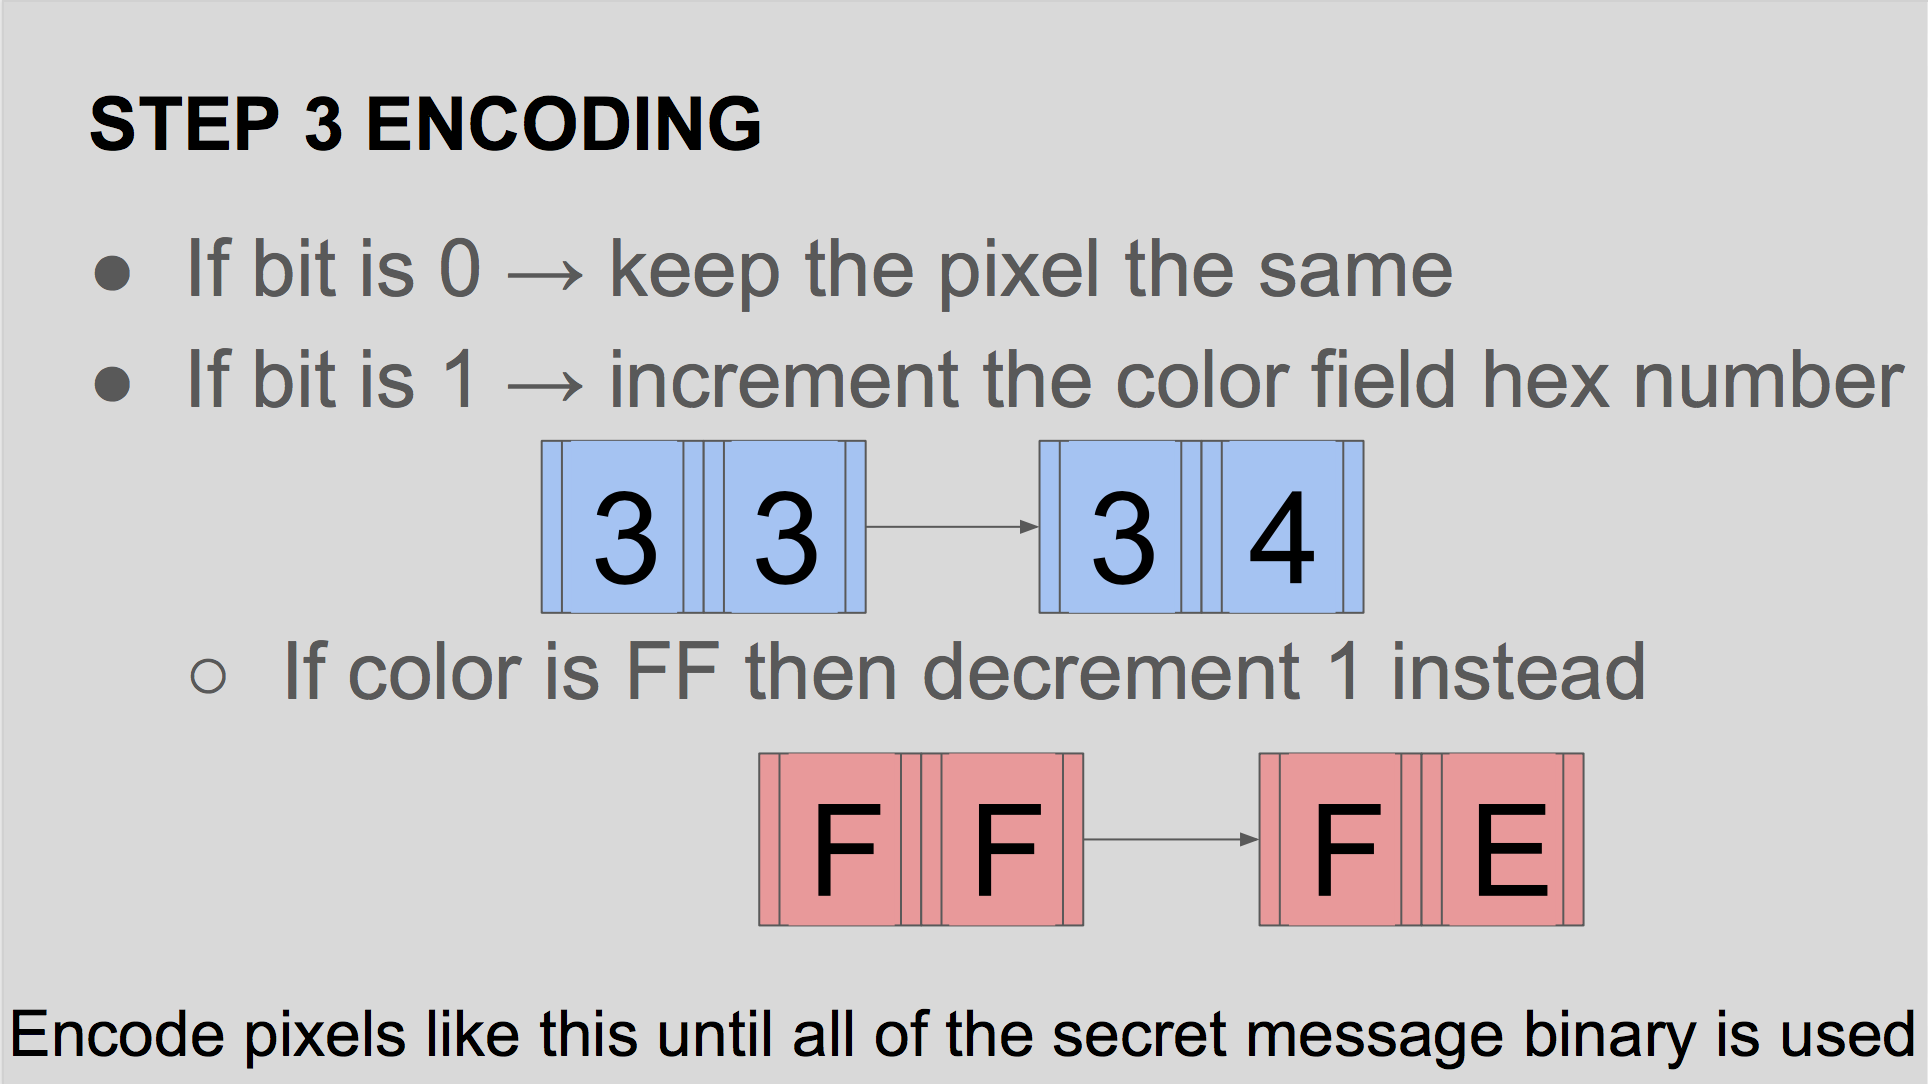 STEP 3 ENCODING
● If bit is 0 → keep the pixel the same
● If bit is 1 → increment the color field hex number
3 3 3 4
○ If color is FF then decrement 1 instead
F F F E
Encode pixels like this until all of the secret message binary is used